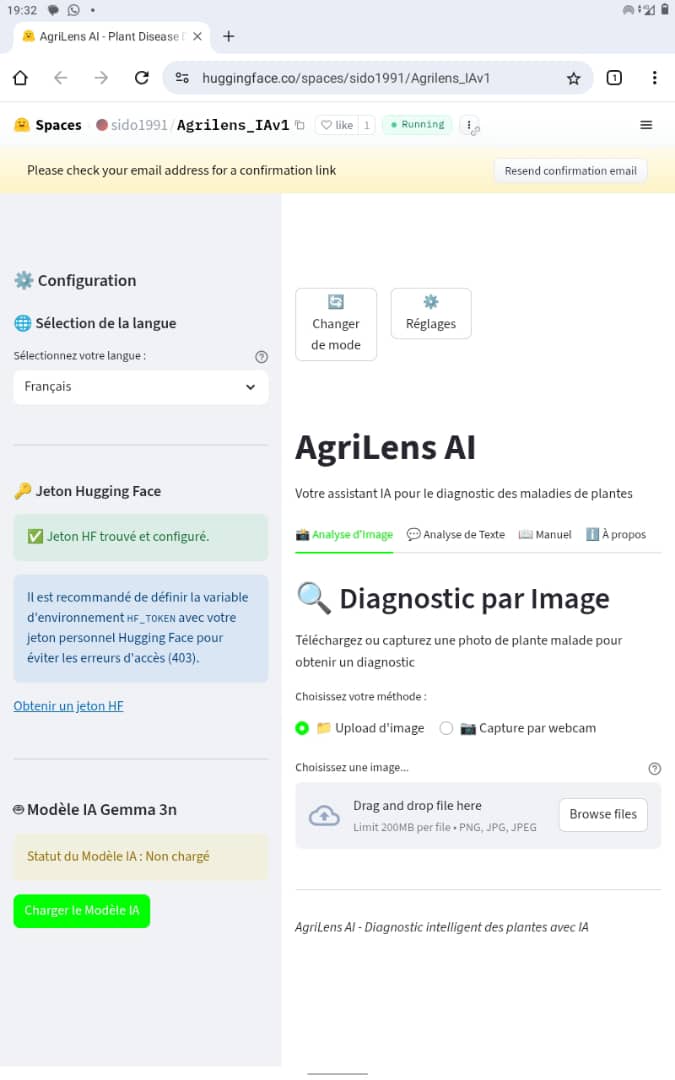 19:32
AgriLens AI - Plant Disease D
huggingface.co/spaces/sido1991/Agrilens_IAv1
1
Spaces sido1991/Agrilens_IAv1 like 1 Running
Please check your email address for a confirmation link
Resend confirmation email
Configuration
Sélection de la langue
Sélectionnez votre langue :
Français
Jeton Hugging Face
Jeton HF trouvé et configuré.
Il est recommandé de définir la variable
d'environnement HF_TOKEN avec votre
jeton personnel Hugging Face pour
éviter les erreurs d'accès (403).
Obtenir un jeton HF
Modèle IA Gemma 3n
Statut du Modèle IA : Non chargé
Charger le Modèle IA
Changer
de mode
Réglages
AgriLens AI
Votre assistant IA pour le diagnostic des maladies de plantes
Analyse d'Image Analyse de Texte Manuel À propos
Diagnostic par Image
Téléchargez ou capturez une photo de plante malade pour
obtenir un diagnostic
Choisissez votre méthode :
Upload d'image Capture par webcam
Choisissez une image...
Drag and drop file here
Limit 200MB per file • PNG, JPG, JPEG
Browse files
AgriLens AI - Diagnostic intelligent des plantes avec IA